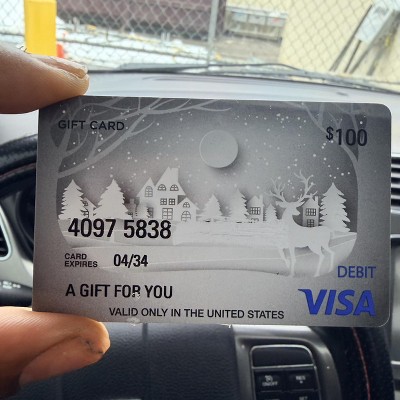 GIFT CARD
$100
4097 5838
CARD EXPIRES 04/34
A GIFT FOR YOU
VALID ONLY IN THE UNITED STATES
DEBIT
VISA